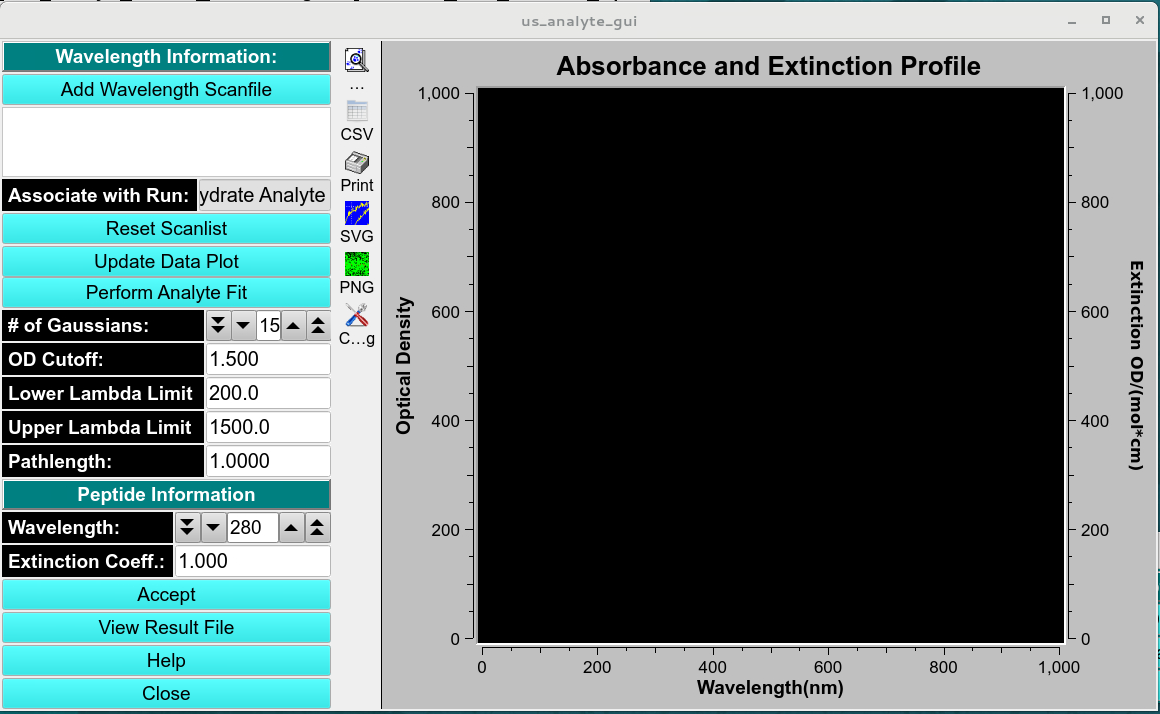 us_analyte_gui
Wavelength Information:
Add Wavelength Scanfile
Associate with Run: ydrate Analyte
Reset Scanlist
Update Data Plot
Perform Analyte Fit
# of Gaussians: 15
OD Cutoff: 1.500
Lower Lambda Limit 200.0
Upper Lambda Limit 1500.0
Pathlength: 1.0000
Peptide Information
Wavelength: 280
Extinction Coeff.: 1.000
Accept
View Result File
Help
Close
...
CSV
Print
SVG
PNG
C...g
Absorbance and Extinction Profile
Optical Density
1,000
800
600
400
200
0
1,000
800
600
400
200
0
Extinction OD/(mol*cm)
0 200 400 600 800 1,000
Wavelength(nm)